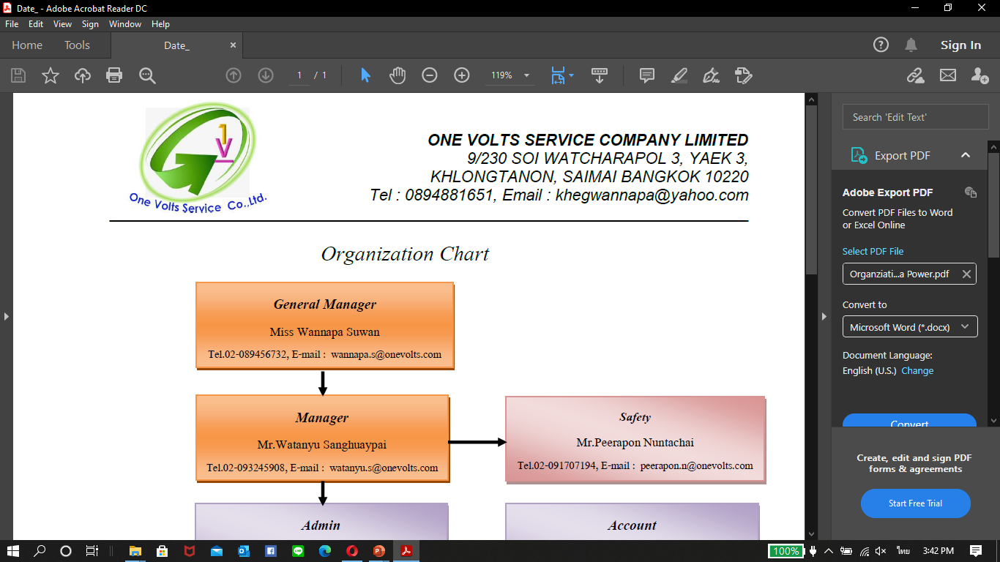 Date_ - Adobe Acrobat Reader DC
File Edit View Sign Window Help
Home Tools Date_ Sign In
1 / 1 119%
1
V
One Volts Service Co.,Ltd.
ONE VOLTS SERVICE COMPANY LIMITED
9/230 SOI WATCHARAPOL 3, YAEK 3,
KHLONGTANON, SAIMAI BANGKOK 10220
Tel : 0894881651, Email : khegwannapa@yahoo.com
Organization Chart
General Manager
Miss Wannapa Suwan
Tel.02-089456732, E-mail : wannapa.s@onevolts.com
Manager
Mr.Watanyu Sanghuaypai
Tel.02-093245908, E-mail : watanyu.s@onevolts.com
Safety
Mr.Peerapon Nuntachai
Tel.02-091707194, E-mail : peerapon.n@onevolts.com
Admin
Account
Search 'Edit Text'
Export PDF
Adobe Export PDF
Convert PDF Files to Word
or Excel Online
Select PDF File
Organziati...a Power.pdf
Convert to
Microsoft Word (*.docx)
Document Language:
English (U.S.) Change
Convert
Create, edit and sign PDF
forms & agreements
Start Free Trial
100% ไทย 3:42 PM